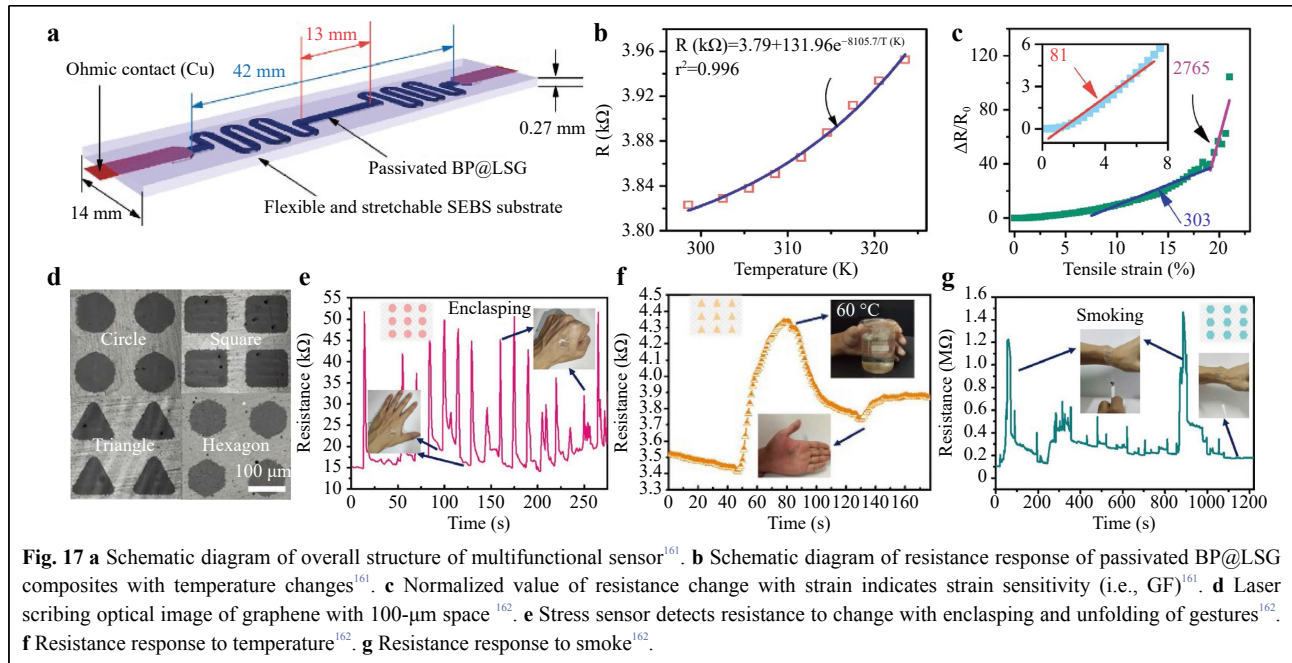 a
13 mm
42 mm
Ohmic contact (Cu)
0.27 mm
Passivated BP@LSG
14 mm
Flexible and stretchable SEBS substrate
b
R (kΩ)=3.79+131.96e−8105.7/T (K)
r²=0.996
3.96
3.92
3.88
3.84
3.80
R (kΩ)
300 310 320
Temperature (K)
c
120
80
40
0
ΔR/R₀
6
3
0
0 4 8
81
2765
303
0 5 10 15 20
Tensile strain (%)
d
Circle Square
Triangle Hexagon
100 μm
e
55
50
45
40
35
30
25
20
15
10
Resistance (kΩ)
Enclasping
0 50 100 150 200 250
Time (s)
f
4.5
4.4
4.3
4.2
4.1
4.0
3.9
3.8
3.7
3.6
3.5
3.4
3.3
Resistance (kΩ)
60 °C
0 20 40 60 80 100 130 160
Time (s)
g
1.6
1.4
1.2
1.0
0.8
0.6
0.4
0.2
0
Resistance (MΩ)
Smoking
0 200 400 600 800 1000 1200
Time (s)
Fig. 17 a Schematic diagram of overall structure of multifunctional sensor¹⁶¹. b Schematic diagram of resistance response of passivated BP@LSG
composites with temperature changes¹⁶¹. c Normalized value of resistance change with strain indicates strain sensitivity (i.e., GF)¹⁶¹. d Laser
scribing optical image of graphene with 100-μm space ¹⁶². e Stress sensor detects resistance to change with enclasping and unfolding of gestures¹⁶².
f Resistance response to temperature¹⁶². g Resistance response to smoke¹⁶².